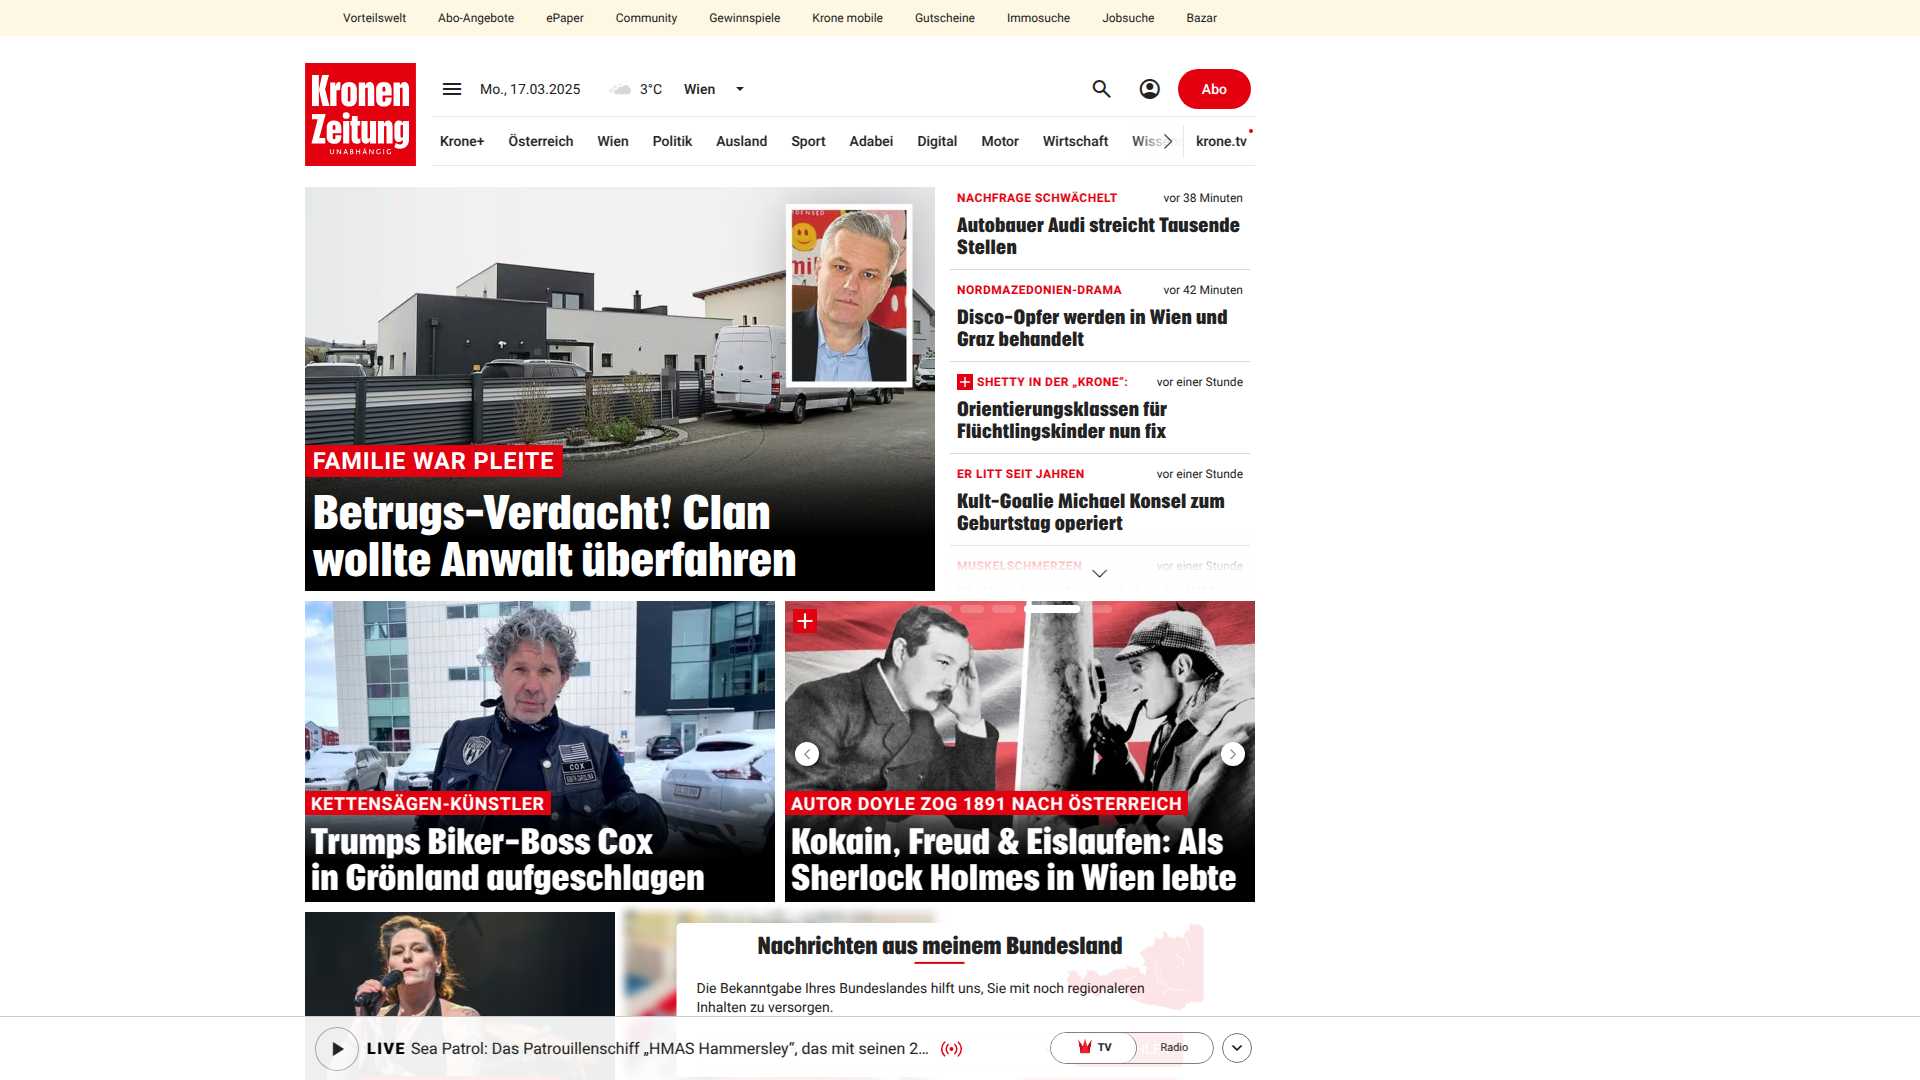 Vorteilswelt Abo-Angebote ePaper Community Gewinnspiele Krone mobile Gutscheine Immosuche Jobsuche Bazar
Kronen
Zeitung
UNABHÄNGIG
Mo., 17.03.2025 3°C Wien
Abo
Krone+ Österreich Wien Politik Ausland Sport Adabei Digital Motor Wirtschaft krone.tv
FAMILIE WAR PLEITE
Betrugs-Verdacht! Clan
wollte Anwalt überfahren
NACHFRAGE SCHWÄCHELT vor 38 Minuten
Autobauer Audi streicht Tausende
Stellen
NORDMAZEDONIEN-DRAMA vor 42 Minuten
Disco-Opfer werden in Wien und
Graz behandelt
SHETTY IN DER „KRONE“: vor einer Stunde
Orientierungsklassen für
Flüchtlingskinder nun fix
ER LITT SEIT JAHREN vor einer Stunde
Kult-Goalie Michael Konsel zum
Geburtstag operiert
MUSKELSCHMERZEN vor einer Stunde
COX
KETTENSÄGEN-KÜNSTLER
Trumps Biker-Boss Cox
in Grönland aufgeschlagen
AUTOR DOYLE ZOG 1891 NACH ÖSTERREICH
Kokain, Freud & Eislaufen: Als
Sherlock Holmes in Wien lebte
Nachrichten aus meinem Bundesland
Die Bekanntgabe Ihres Bundeslandes hilft uns, Sie mit noch regionaleren
Inhalten zu versorgen.
LIVE Sea Patrol: Das Patrouillenschiff „HMAS Hammersley“, das mit seinen 2...
TV Radio